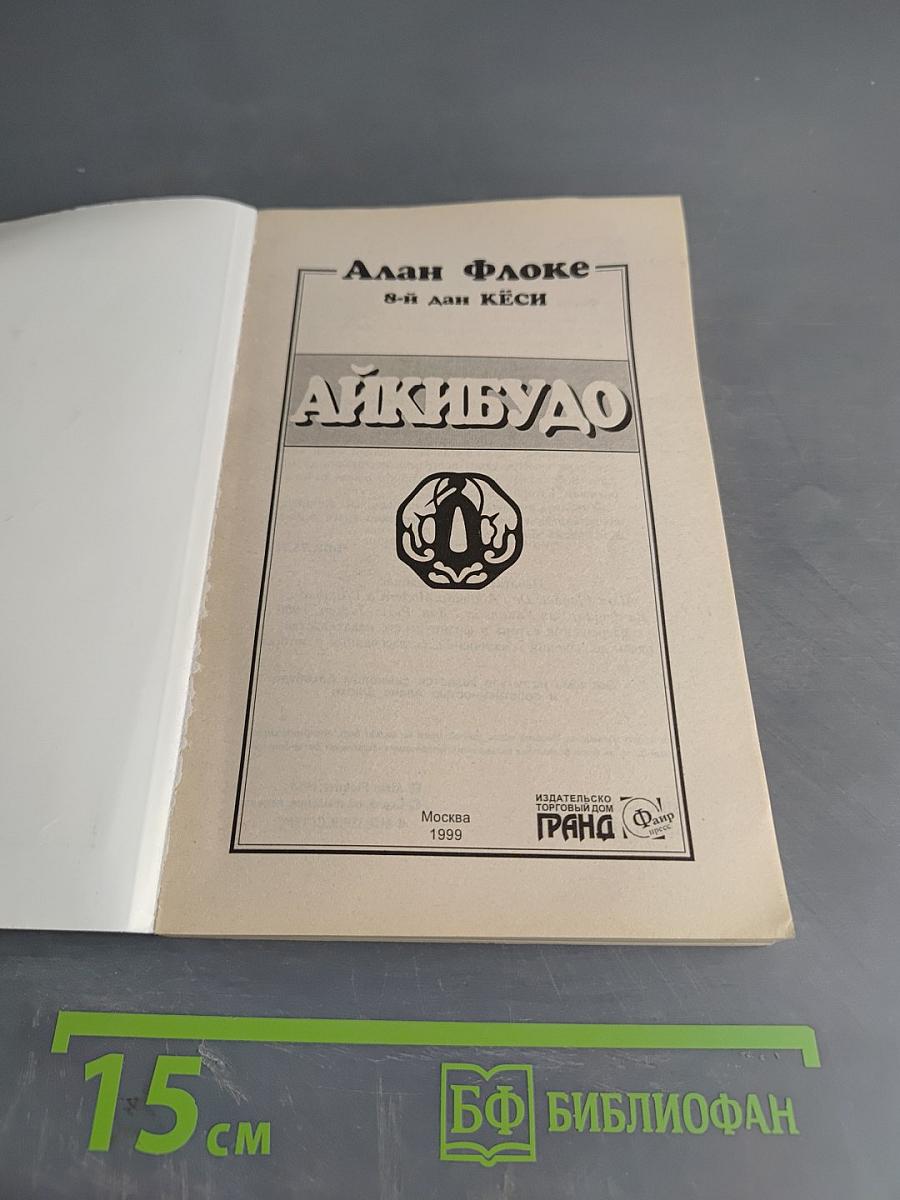 Алан Флоке
8-й дан КЁСИ
АЙКИБУДО
Москва
1999
ИЗДАТЕЛЬСКО
ТОРГОВЫЙ ДОМ
ГРАНД
Фаир
пресс
15 см
БФ БИБЛИОФАН